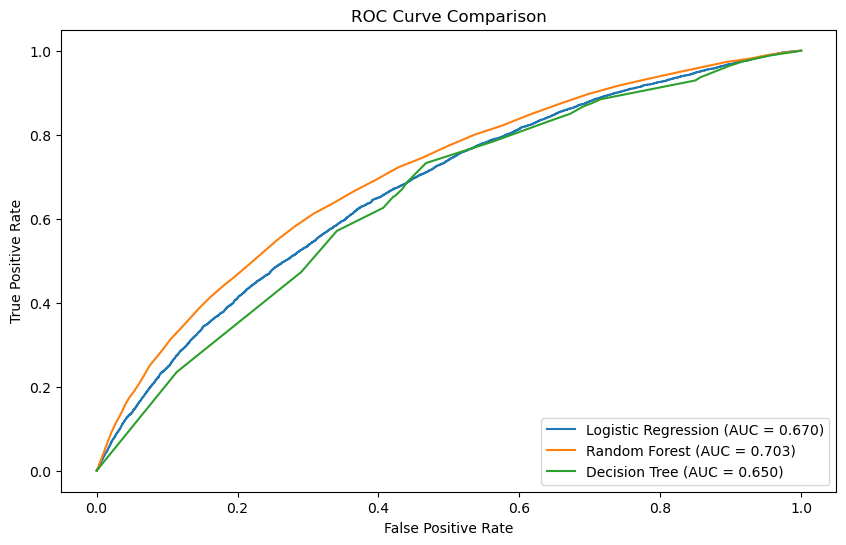 ROC Curve Comparison
1.0
0.8
0.6
0.4
0.2
0.0
True Positive Rate
Logistic Regression (AUC = 0.670)
Random Forest (AUC = 0.703)
Decision Tree (AUC = 0.650)
0.0 0.2 0.4 0.6 0.8 1.0
False Positive Rate